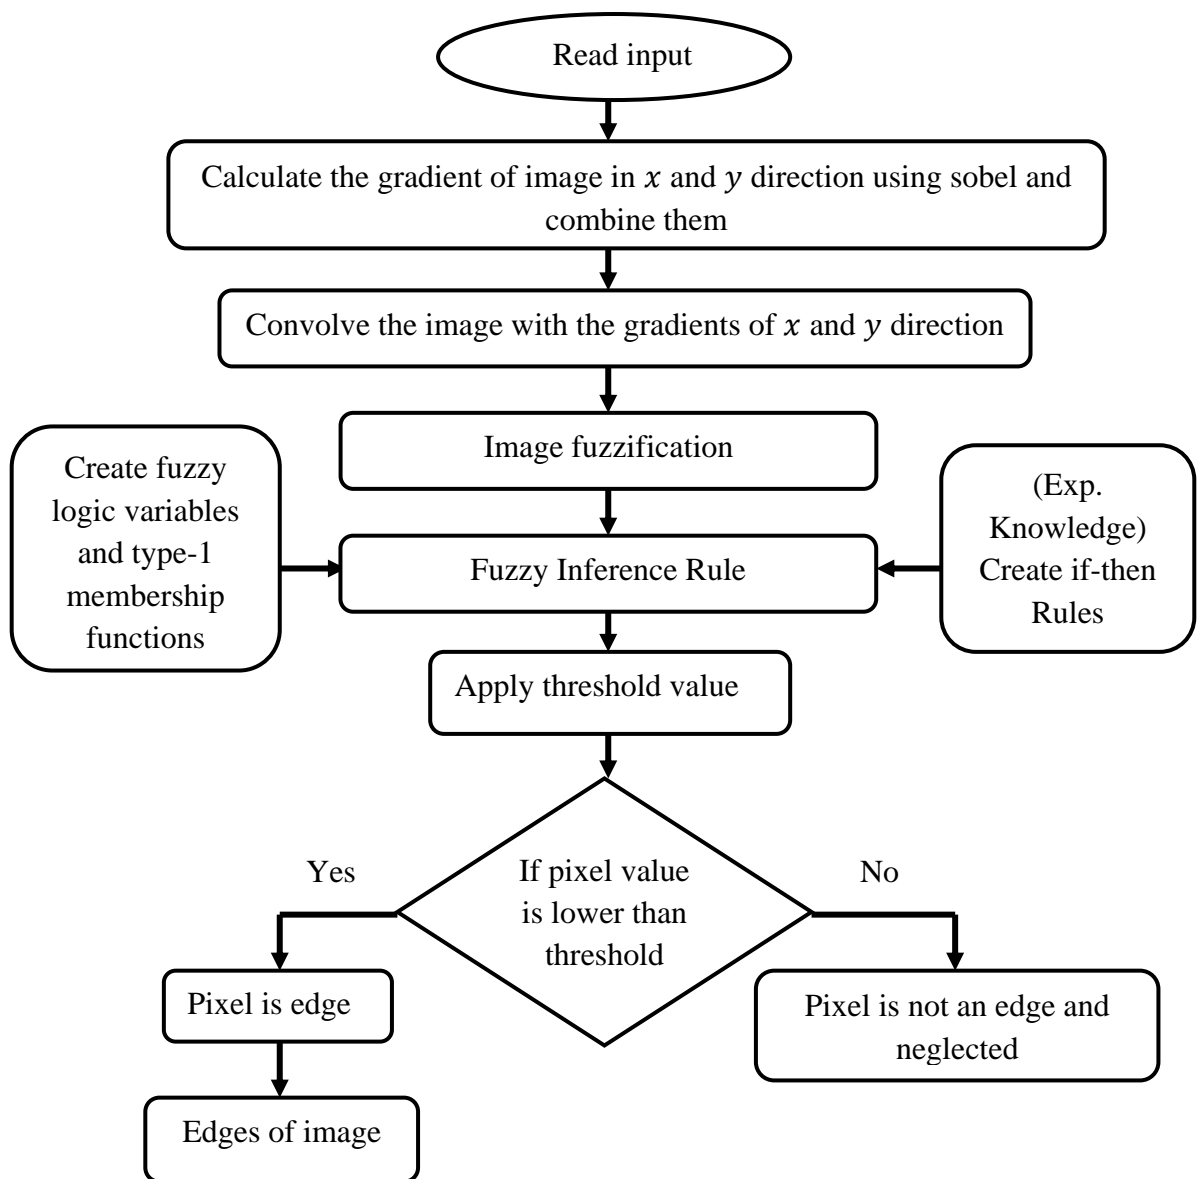 Read input
Calculate the gradient of image in x and y direction using sobel and
combine them
Convolve the image with the gradients of x and y direction
Image fuzzification
Create fuzzy
logic variables
and type-1
membership
functions
Fuzzy Inference Rule
(Exp.
Knowledge)
Create if-then
Rules
Apply threshold value
If pixel value
is lower than
threshold
Yes
No
Pixel is edge
Pixel is not an edge and
neglected
Edges of image